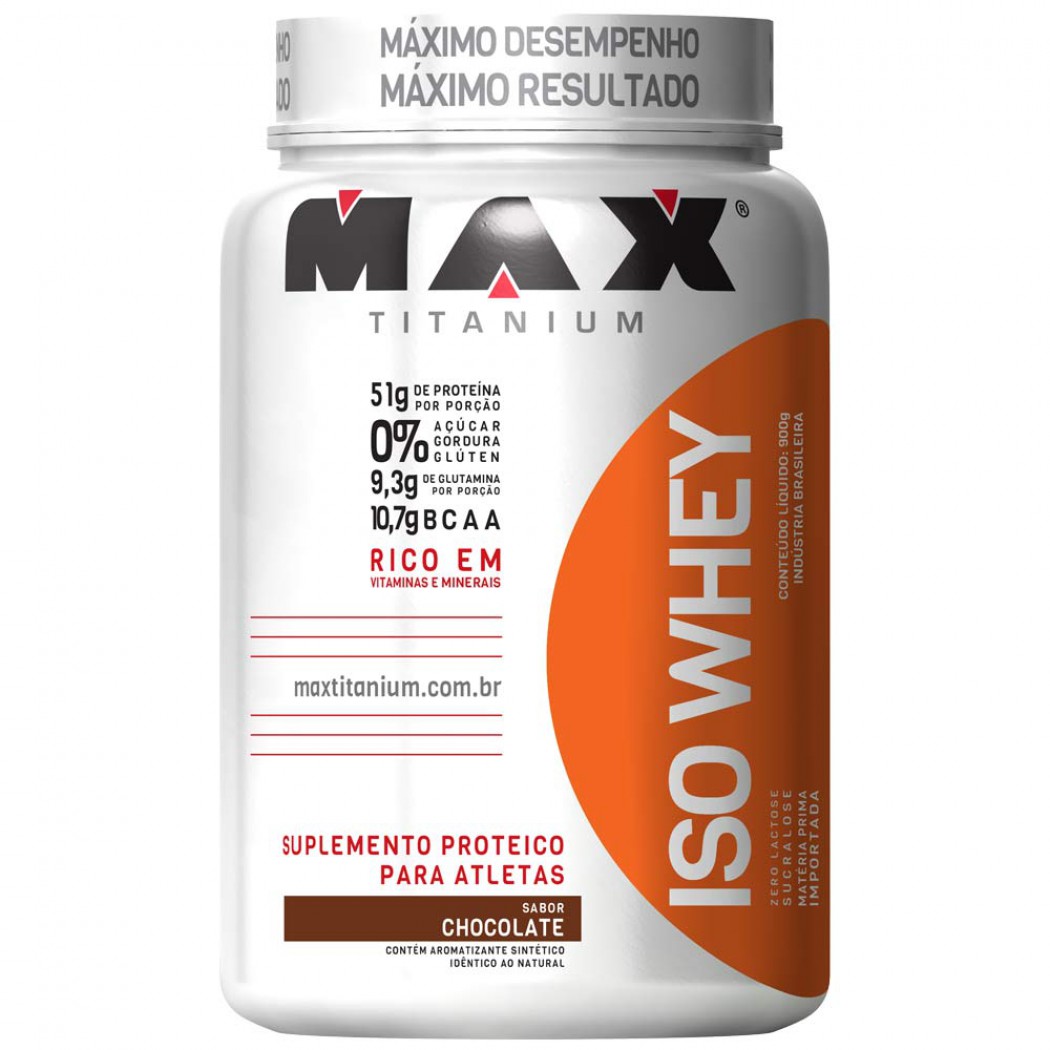 MÁXIMO DESEMPENHO
MÁXIMO RESULTADO
MAX®
TITANIUM
51g DE PROTEÍNA
POR PORÇÃO
0% AÇÚCAR
GORDURA
GLÚTEN
9,3g DE GLUTAMINA
POR PORÇÃO
10,7g BCAA
RICO EM
VITAMINAS E MINERAIS
maxtitanium.com.br
SUPLEMENTO PROTEICO
PARA ATLETAS
SABOR
CHOCOLATE
CONTÉM AROMATIZANTE SINTÉTICO
IDÊNTICO AO NATURAL
ISO WHEY
CONTEÚDO LÍQUIDO: 900g
INDÚSTRIA BRASILEIRA
ZERO LACTOSE
SUCRALOSE
MATÉRIA PRIMA
IMPORTADA